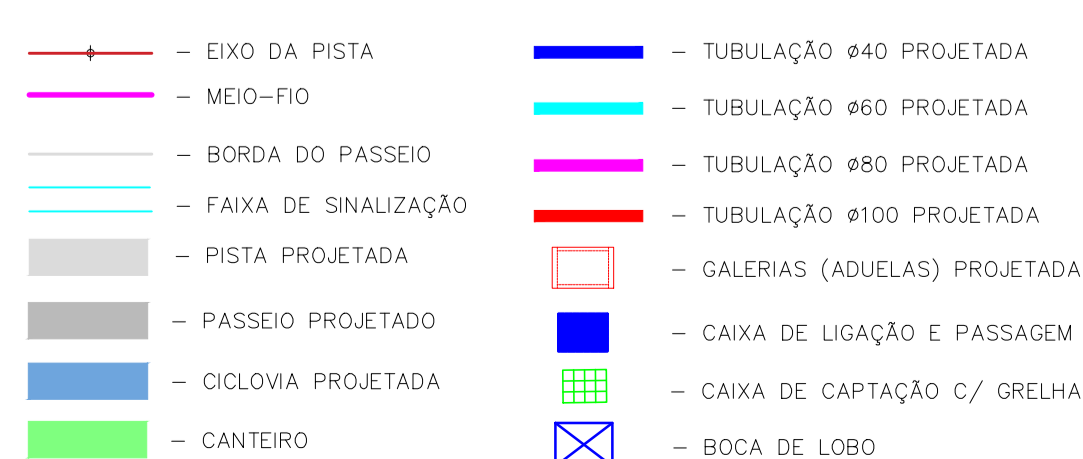 – EIXO DA PISTA
– MEIO–FIO
– BORDA DO PASSEIO
– FAIXA DE SINALIZAÇÃO
– PISTA PROJETADA
– PASSEIO PROJETADO
– CICLOVIA PROJETADA
– CANTEIRO
– TUBULAÇÃO ø40 PROJETADA
– TUBULAÇÃO ø60 PROJETADA
– TUBULAÇÃO ø80 PROJETADA
– TUBULAÇÃO ø100 PROJETADA
– GALERIAS (ADUELAS) PROJETADA
– CAIXA DE LIGAÇÃO E PASSAGEM
– CAIXA DE CAPTAÇÃO C/ GRELHA
– BOCA DE LOBO